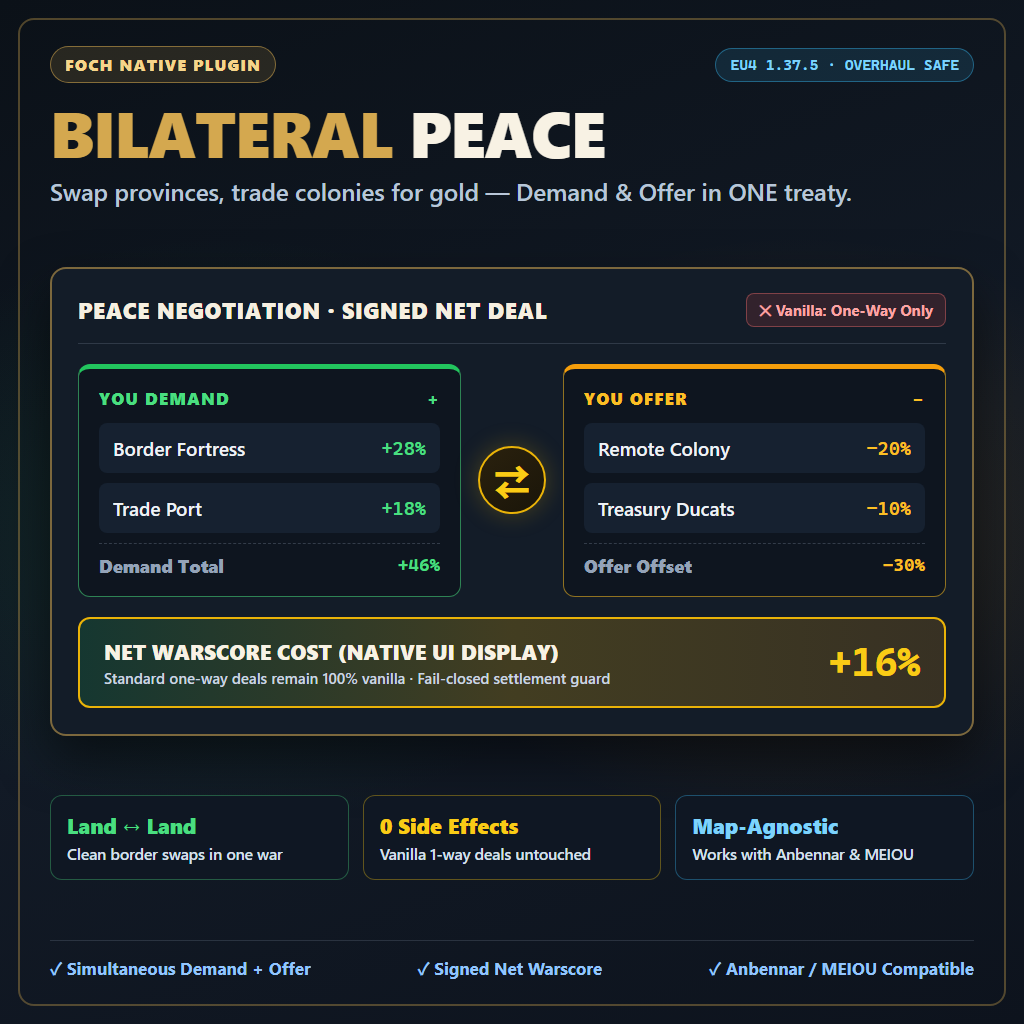 FOCH NATIVE PLUGIN
EU4 1.37.5 · OVERHAUL SAFE
BILATERAL PEACE
Swap provinces, trade colonies for gold — Demand & Offer in ONE treaty.
PEACE NEGOTIATION · SIGNED NET DEAL
✕ Vanilla: One-Way Only
YOU DEMAND +
Border Fortress +28%
Trade Port +18%
Demand Total +46%
⇄
YOU OFFER −
Remote Colony −20%
Treasury Ducats −10%
Offer Offset −30%
NET WARSCORE COST (NATIVE UI DISPLAY)
Standard one-way deals remain 100% vanilla · Fail-closed settlement guard
+16%
Land ↔ Land
Clean border swaps in one war
0 Side Effects
Vanilla 1-way deals untouched
Map-Agnostic
Works with Anbennar & MEIOU
✓ Simultaneous Demand + Offer
✓ Signed Net Warscore
✓ Anbennar / MEIOU Compatible